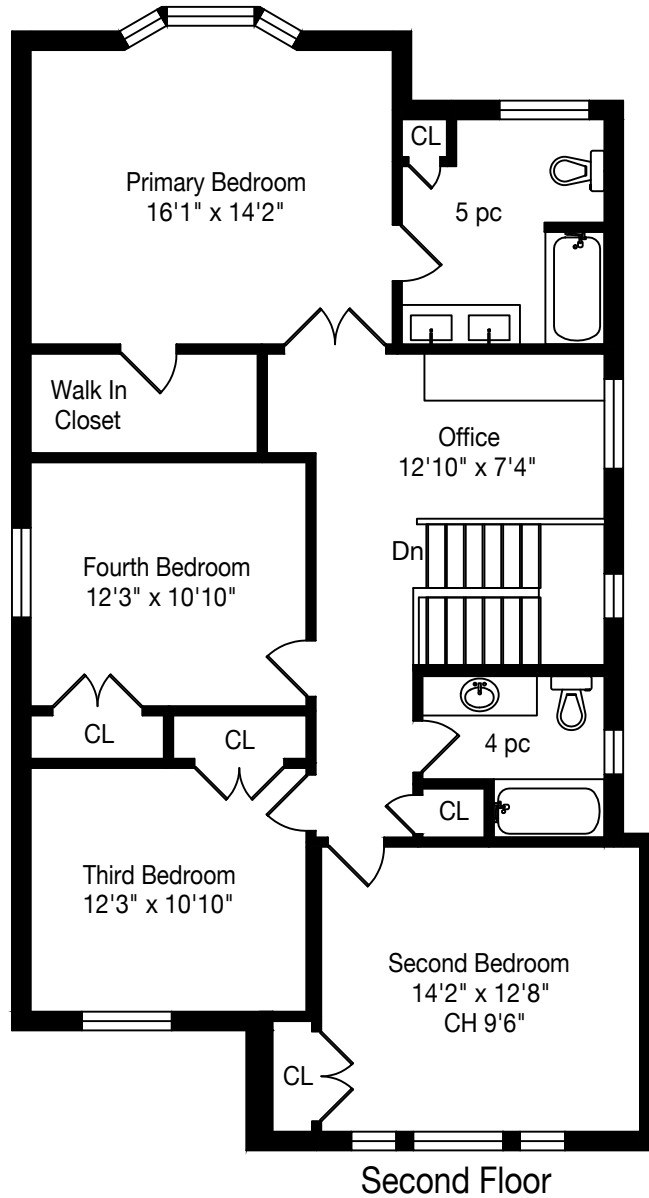 CL
Primary Bedroom
16'1" x 14'2"
5 pc
Walk In
Closet
Office
12'10" x 7'4"
Dn
Fourth Bedroom
12'3" x 10'10"
CL
CL
4 pc
CL
Third Bedroom
12'3" x 10'10"
Second Bedroom
14'2" x 12'8"
CH 9'6"
CL
Second Floor